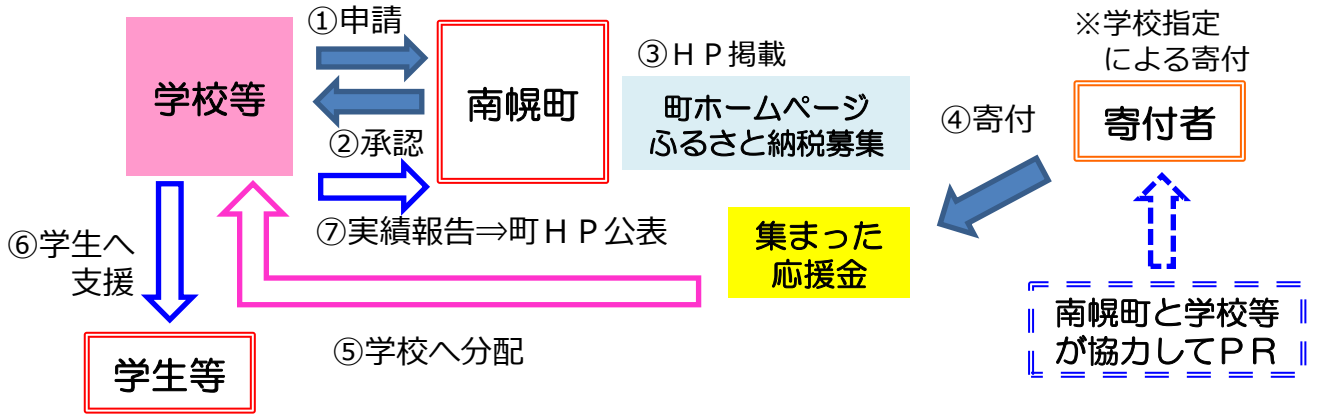 ①申請
学校等
②承認
南幌町
③ＨＰ掲載
町ホームページ
ふるさと納税募集
※学校指定
による寄付
④寄付
寄付者
⑦実績報告⇒町ＨＰ公表
集まった
応援金
⑥学生へ
支援
⑤学校へ分配
学生等
南幌町と学校等
が協力してＰＲ